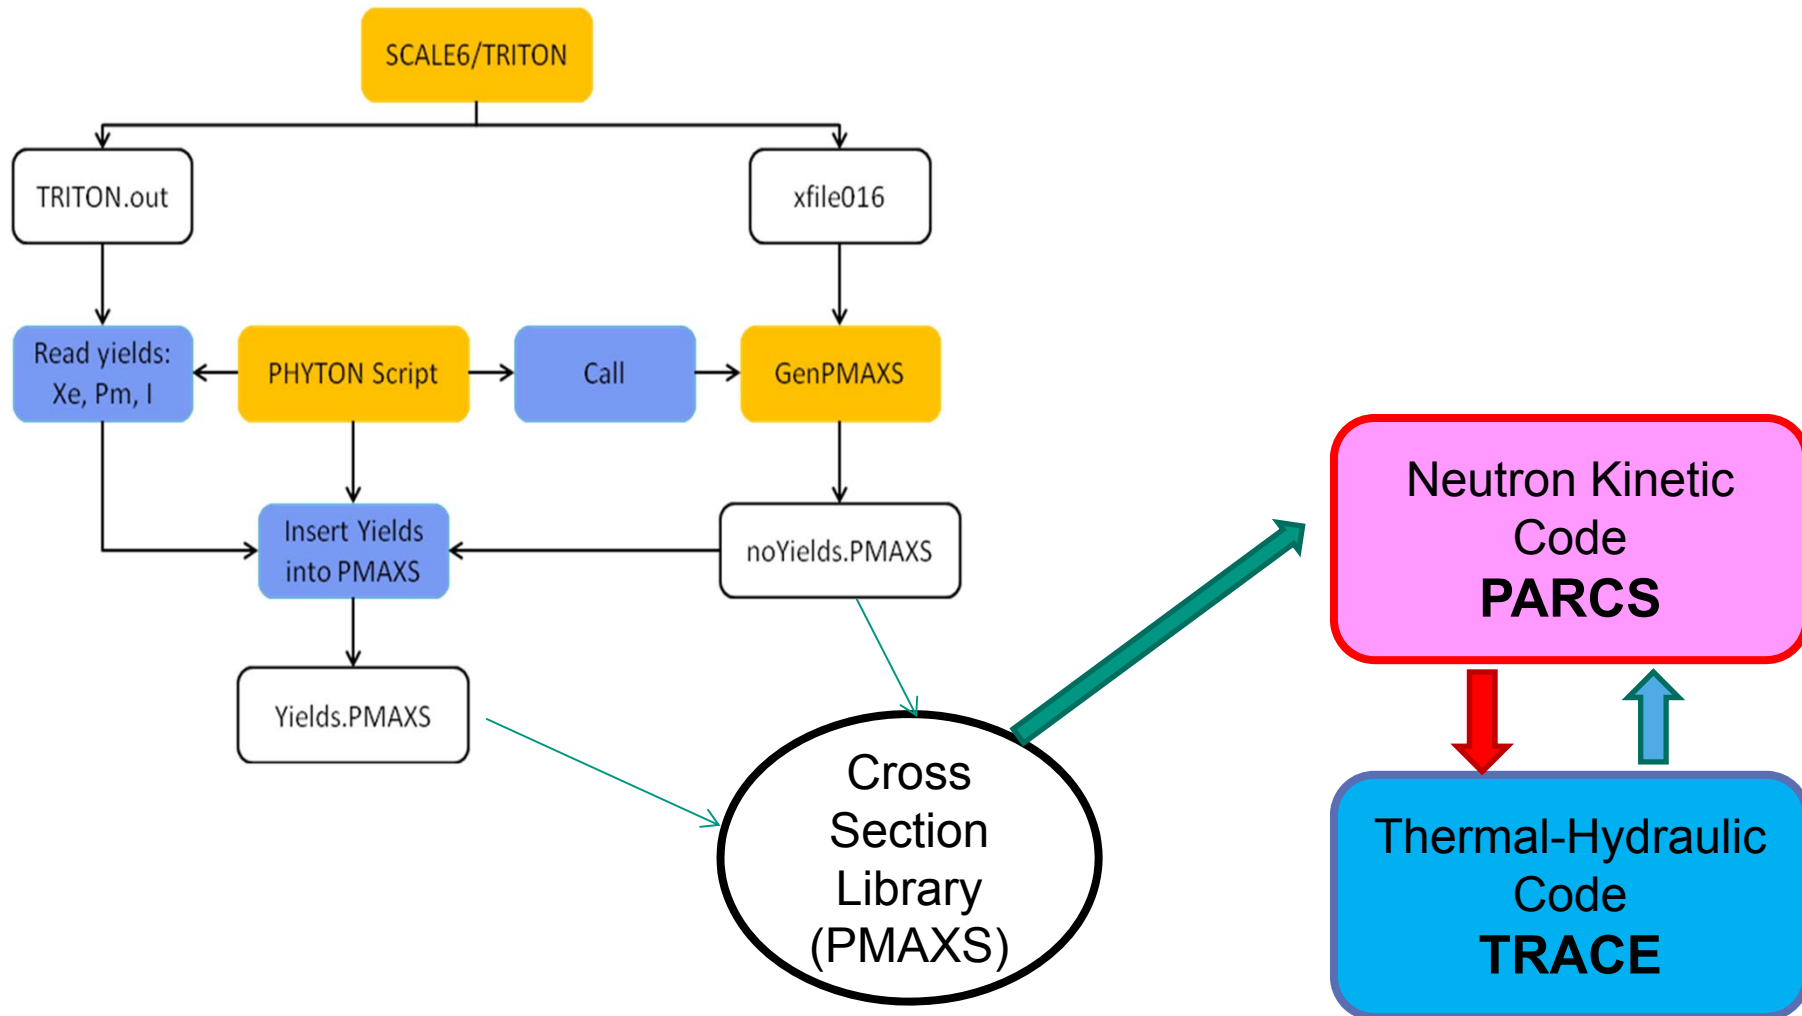 SCALE6/TRITON
TRITON.out
xfile016
Read yields:
Xe, Pm, I
PHYTON Script
Call
GenPMAXS
Insert Yields
into PMAXS
noYields.PMAXS
Yields.PMAXS
Cross
Section
Library
(PMAXS)
Neutron Kinetic
Code
PARCS
Thermal-Hydraulic
Code
TRACE